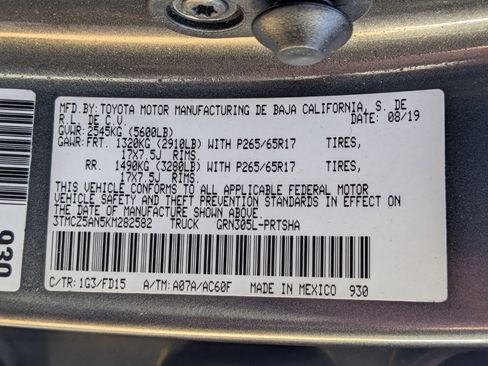 MFD.BY:TOYOTA MOTOR MANUFACTURING DE BAJA CALIFORNIA, S. DE
R.L. DE C.V. DATE: 08/19
GVWR:2545KG (5600LB)
GAWR:FRT. 1320KG (2910LB) WITH P265/65R17 TIRES,
17X7.5J RIMS,
RR. 1490KG (3280LB) WITH P265/65R17 TIRES,
17X7.5J RIMS.
THIS VEHICLE CONFORMS TO ALL APPLICABLE FEDERAL MOTOR
VEHICLE SAFETY AND THEFT PREVENTION STANDARDS IN EFFECT ON
THE DATE OF MANUFACTURE SHOWN ABOVE.
3TMCZ5AN5KM282582 TRUCK GRN305L-PRTSHA
C/TR:1G3/FD15 A/TM:A07A/AC60F MADE IN MEXICO 930
930